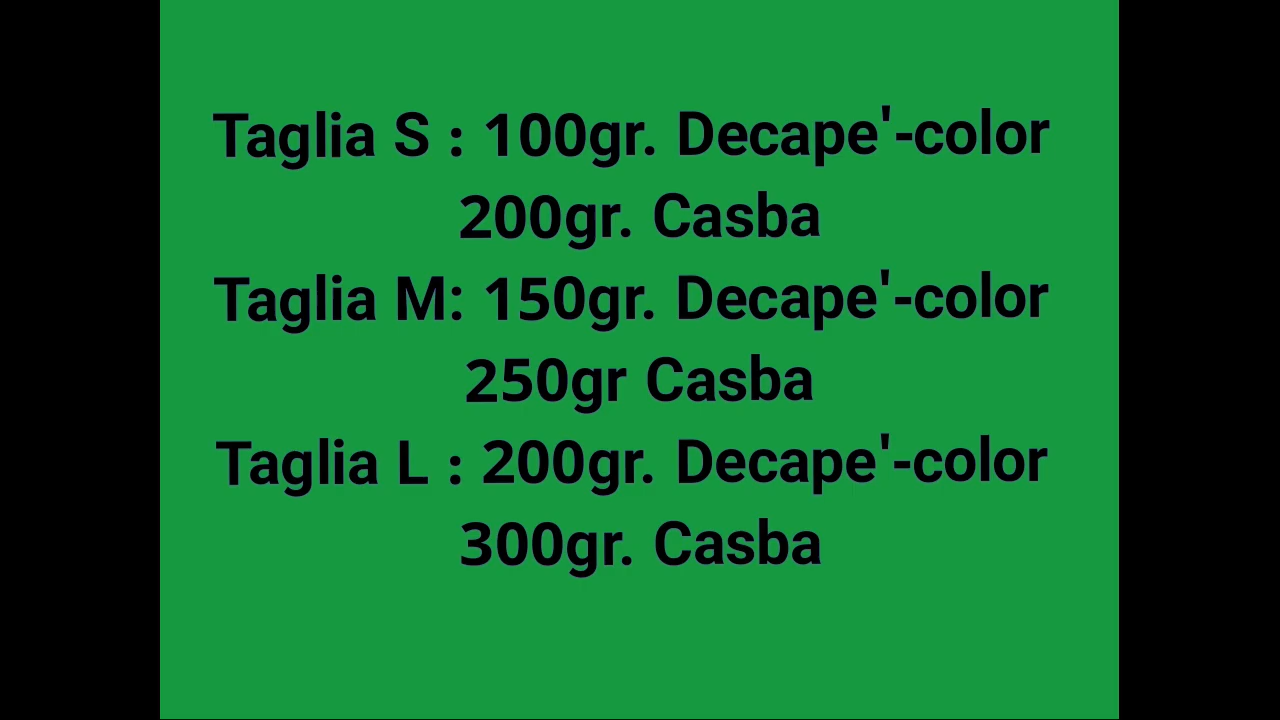 Taglia S : 100gr. Decape'-color
200gr. Casba
Taglia M: 150gr. Decape'-color
250gr Casba
Taglia L : 200gr. Decape'-color
300gr. Casba